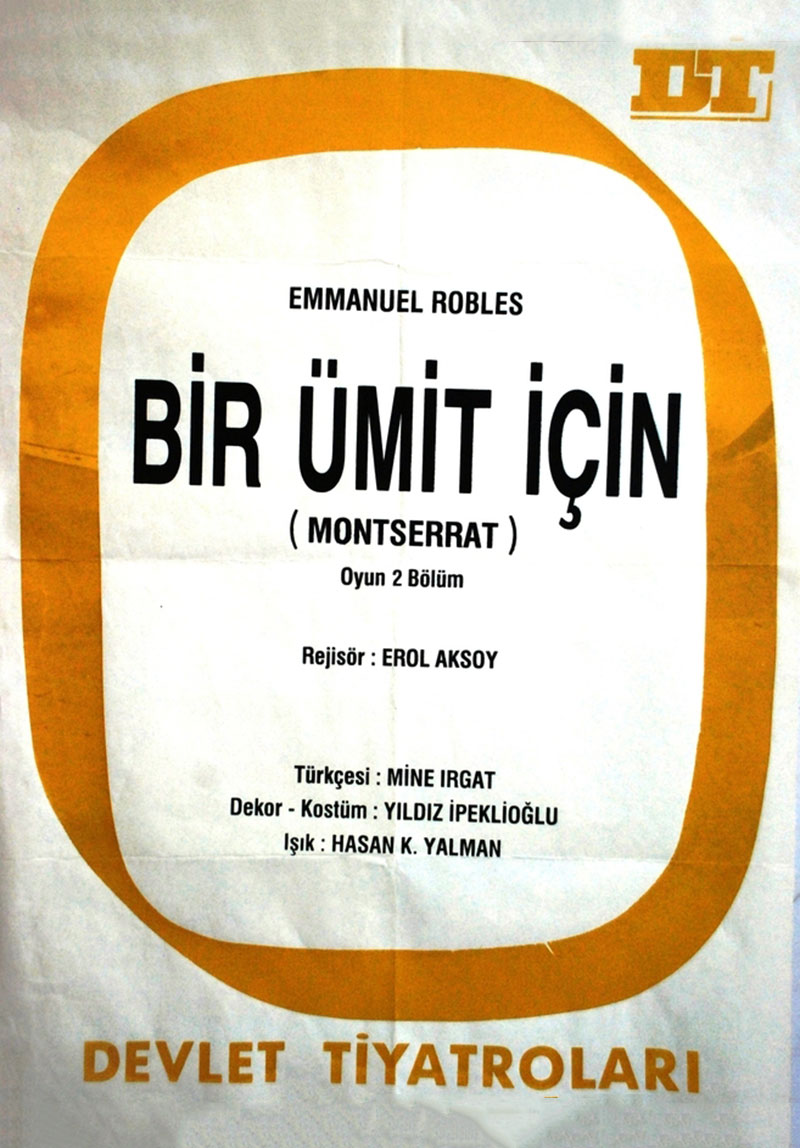 DT
EMMANUEL ROBLES
BİR ÜMİT İÇİN
( MONTSERRAT )
Oyun 2 Bölüm
Rejisör : EROL AKSOY
Türkçesi : MİNE IRGAT
Dekor - Kostüm : YILDIZ İPEKLİOĞLU
Işık : HASAN K. YALMAN
DEVLET TİYATROLARI